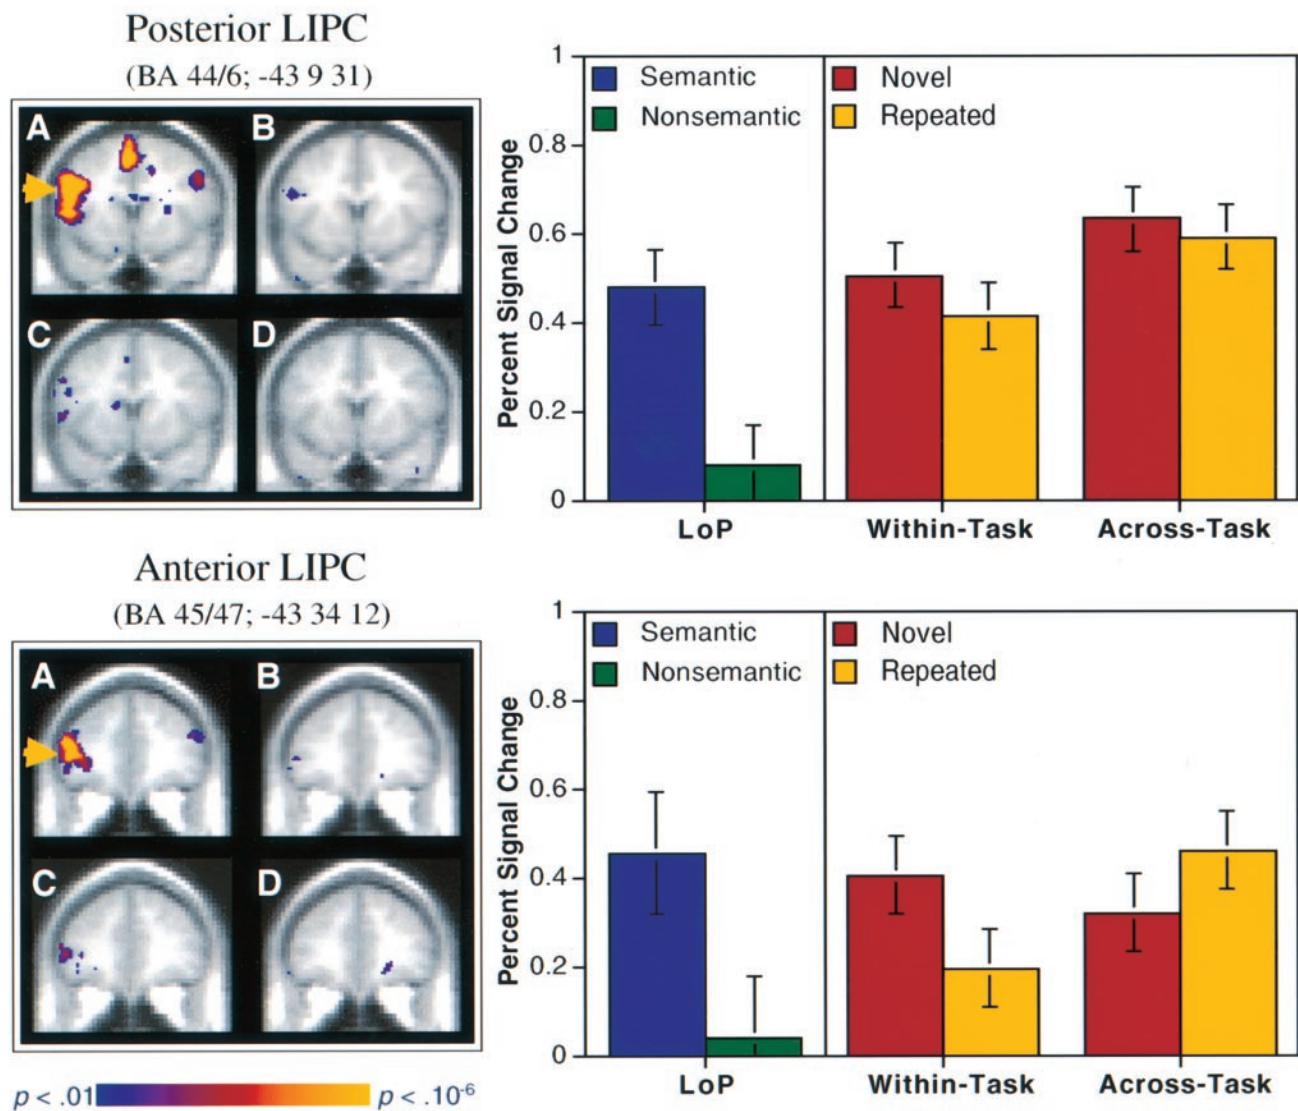 Posterior LIPC
(BA 44/6; -43 9 31)
A
B
C
D
Percent Signal Change
1
0.8
0.6
0.4
0.2
0
Semantic
Nonsemantic
Novel
Repeated
LoP
Within-Task
Across-Task
Anterior LIPC
(BA 45/47; -43 34 12)
A
B
C
D
Percent Signal Change
1
0.8
0.6
0.4
0.2
0
Semantic
Nonsemantic
Novel
Repeated
LoP
Within-Task
Across-Task
p < .01
p < .10-6